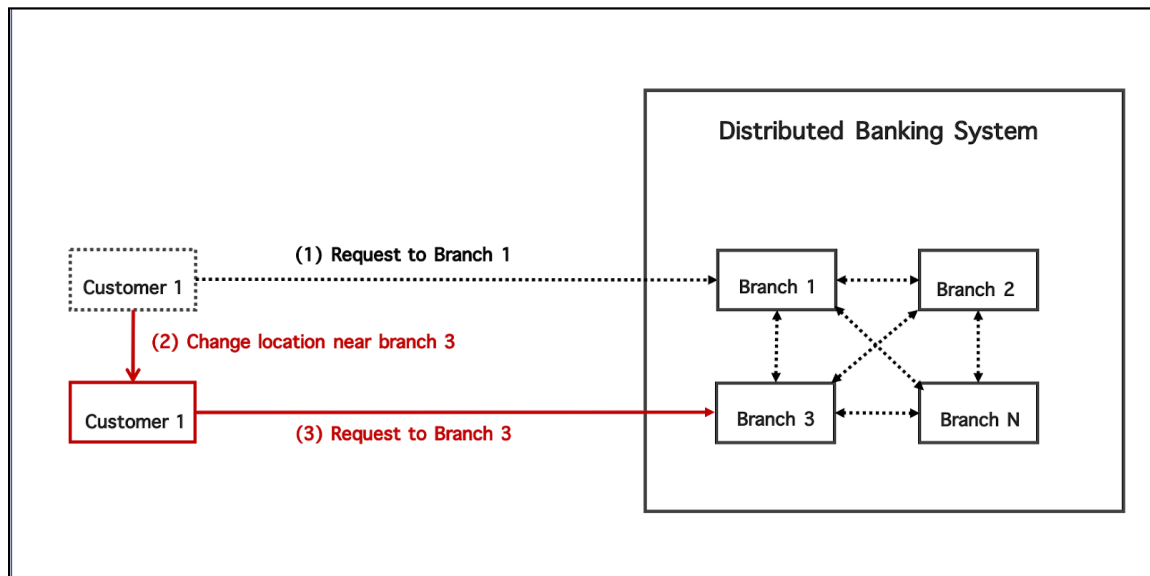 Distributed Banking System
(1) Request to Branch 1
Customer 1
Branch 1
Branch 2
(2) Change location near branch 3
Customer 1
Branch 3
Branch N
(3) Request to Branch 3